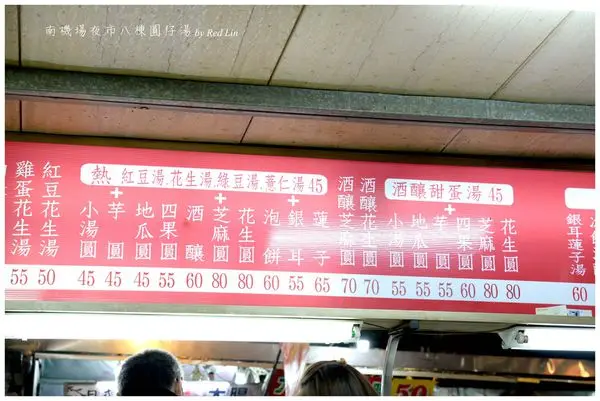 南機場夜市八棟圓仔湯 by Red Lin
雞蛋花生湯 55
紅豆花生湯 50
熱 紅豆湯.花生湯.綠豆湯.薏仁湯 45
+ + +
小湯圓 45
芋圓 45
地瓜圓 45
四果圓 55
酒釀 60
芝麻圓 80
花生圓 80
泡餅 60
銀耳 55
蓮子 65
酒釀芝麻圓 70
酒釀花生圓 70
酒釀甜蛋湯 45
+
小湯圓 55
地瓜圓 55
芋圓 55
四果圓 60
芝麻圓 80
花生圓 80
銀耳蓮子湯 60
50